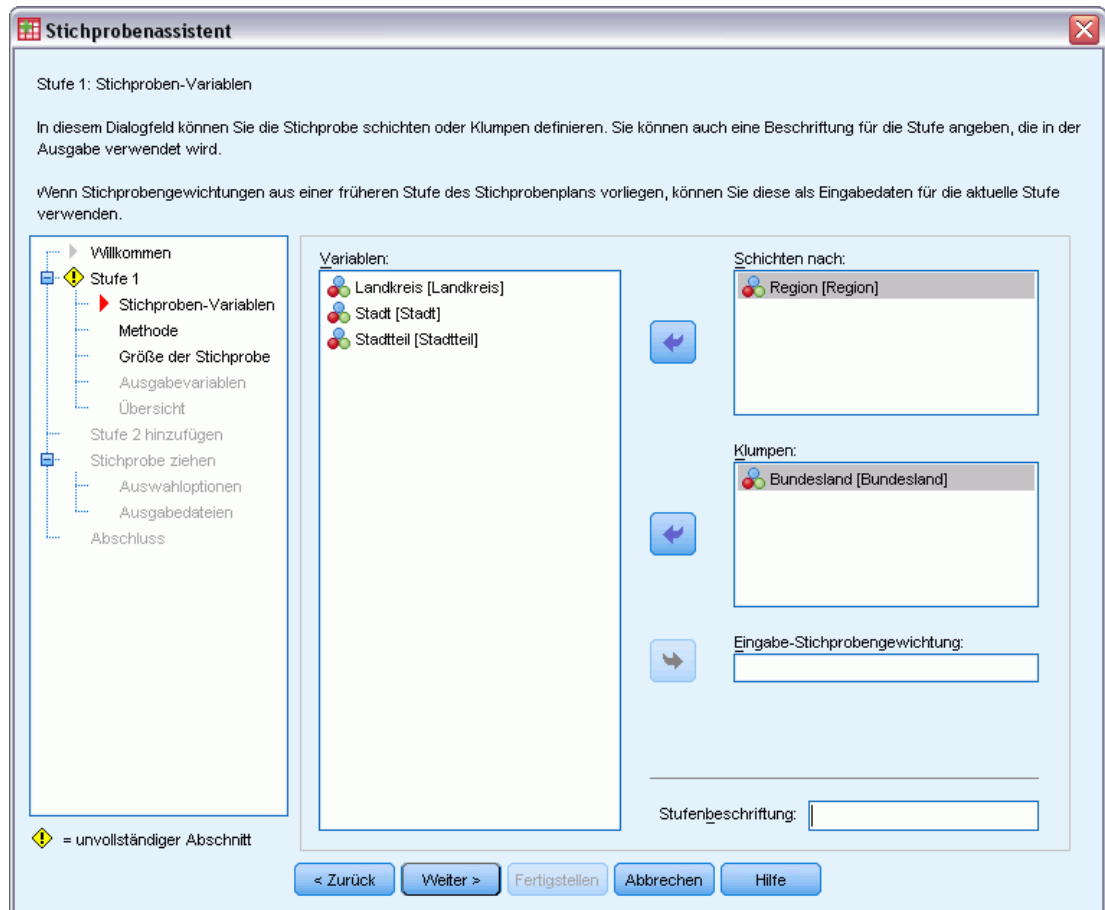 Stichprobenassistent
Stufe 1: Stichproben-Variablen
In diesem Dialogfeld können Sie die Stichprobe schichten oder Klumpen definieren. Sie können auch eine Beschriftung für die Stufe angeben, die in der
Ausgabe verwendet wird.
Wenn Stichprobengewichtungen aus einer früheren Stufe des Stichprobenplans vorliegen, können Sie diese als Eingabedaten für die aktuelle Stufe
verwenden.
Willkommen
Stufe 1
Stichproben-Variablen
Methode
Größe der Stichprobe
Ausgabevariablen
Übersicht
Stufe 2 hinzufügen
Stichprobe ziehen
Auswahloptionen
Ausgabedateien
Abschluss
= unvollständiger Abschnitt
Variablen:
Landkreis [Landkreis]
Stadt [Stadt]
Stadtteil [Stadtteil]
Schichten nach:
Region [Region]
Klumpen:
Bundesland [Bundesland]
Eingabe-Stichprobengewichtung:
Stufenbeschriftung:
< Zurück
Weiter >
Fertigstellen
Abbrechen
Hilfe